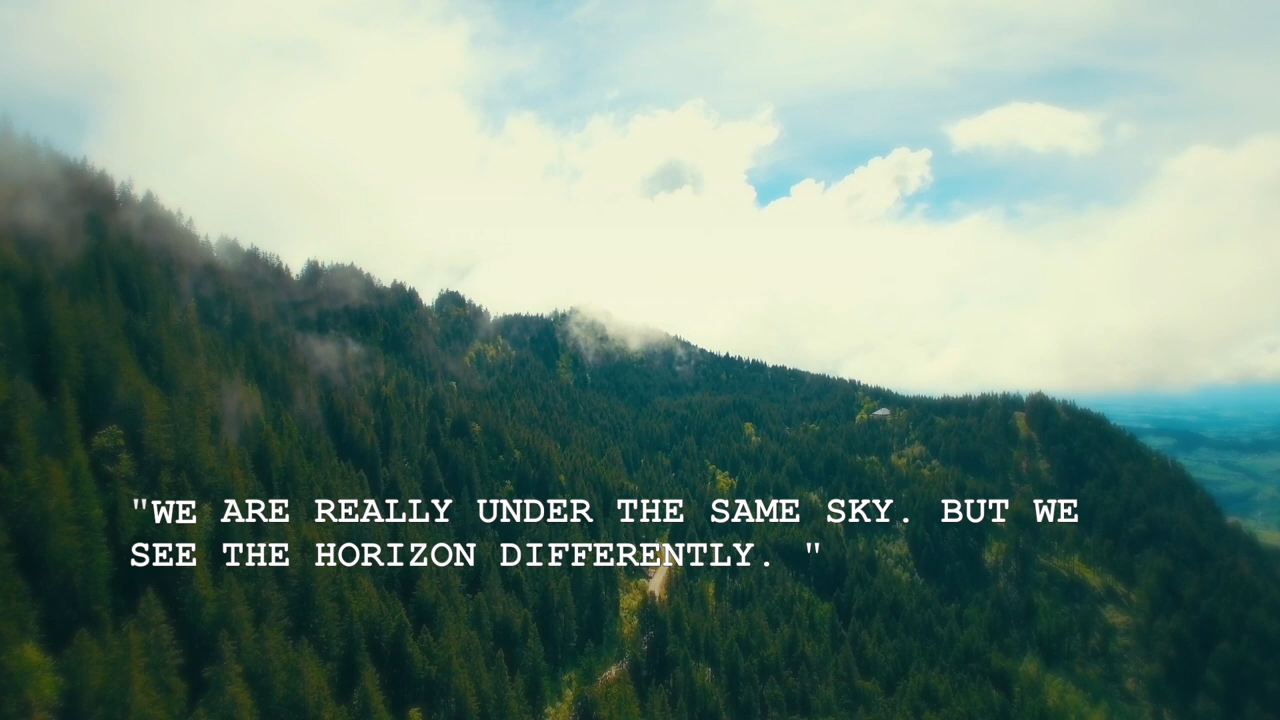 "WE ARE REALLY UNDER THE SAME SKY. BUT WE
SEE THE HORIZON DIFFERENTLY. "